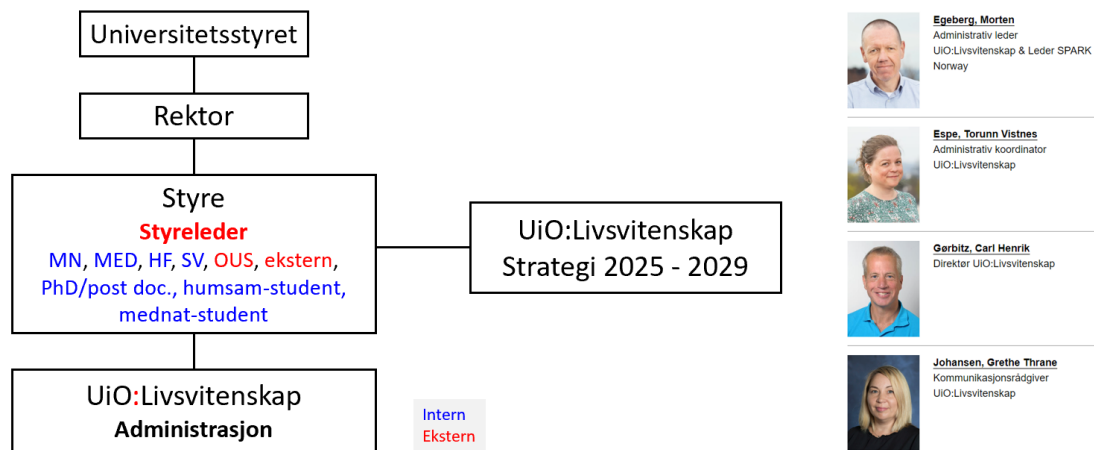 Universitetsstyret
Rektor
Styre
Styreleder
MN, MED, HF, SV, OUS, ekstern,
PhD/post doc., humsam-student,
mednat-student
UiO:Livsvitenskap
Administrasjon
UiO:Livsvitenskap
Strategi 2025 - 2029
Intern
Ekstern
Egeberg, Morten
Administrativ leder
UiO:Livsvitenskap & Leder SPARK
Norway
Espe, Torunn Vistnes
Administrativ koordinator
UiO:Livsvitenskap
Gørbitz, Carl Henrik
Direktør UiO:Livsvitenskap
Johansen, Grethe Thrane
Kommunikasjonsrådgiver
UiO:Livsvitenskap